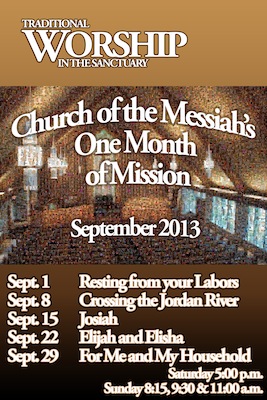 TRADITIONAL
WORSHIP
IN THE SANCTUARY
Church of the Messiah's
One Month
of Mission
September 2013
Sept. 1 Resting from your Labors
Sept. 8 Crossing the Jordan River
Sept. 15 Josiah
Sept. 22 Elijah and Elisha
Sept. 29 For Me and My Household
Saturday 5:00 p.m.
Sunday 8:15, 9:30 & 11:00 a.m.